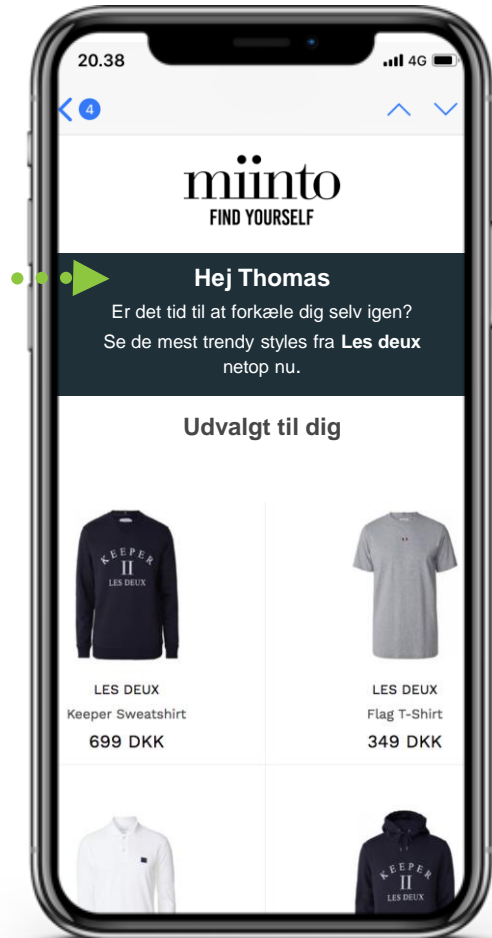 20.38
4G
4
miinto
FIND YOURSELF
Hej Thomas
Er det tid til at forkæle dig selv igen?
Se de mest trendy styles fra Les deux
netop nu.
Udvalgt til dig
KEEPER
II
LES DEUX
LES DEUX
Keeper Sweatshirt
699 DKK
LES DEUX
Flag T-Shirt
349 DKK
KEEPER
II
LES DEUX